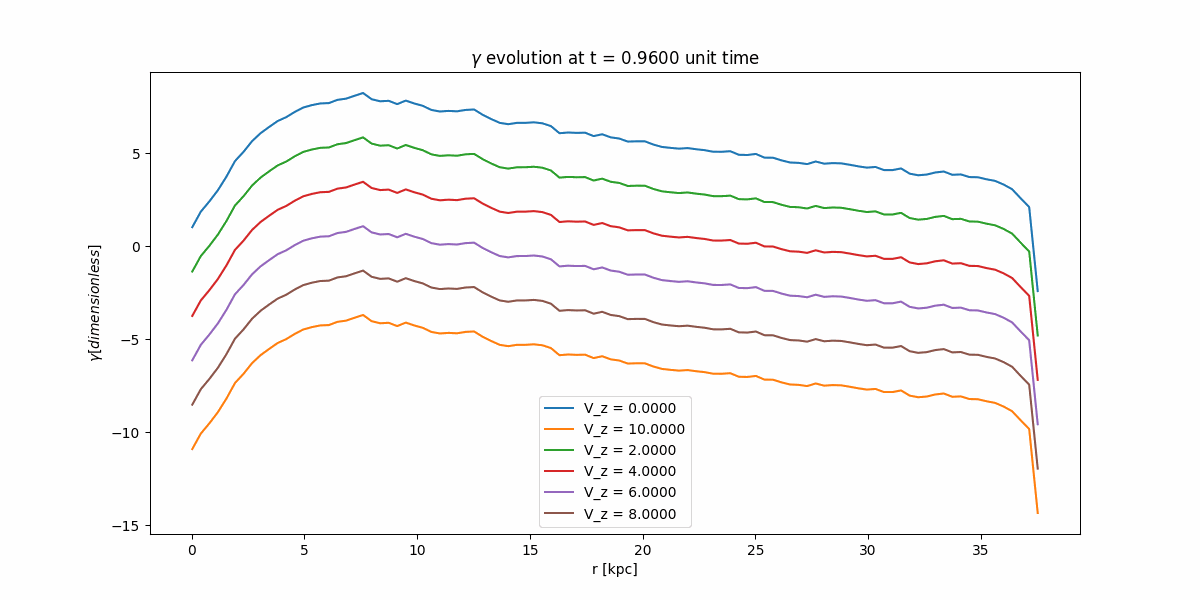 γ evolution at t = 0.9600 unit time
γ[dimensionless]
5
0
−5
−10
−15
V_z = 0.0000
V_z = 10.0000
V_z = 2.0000
V_z = 4.0000
V_z = 6.0000
V_z = 8.0000
0 5 10 15 20 25 30 35
r [kpc]